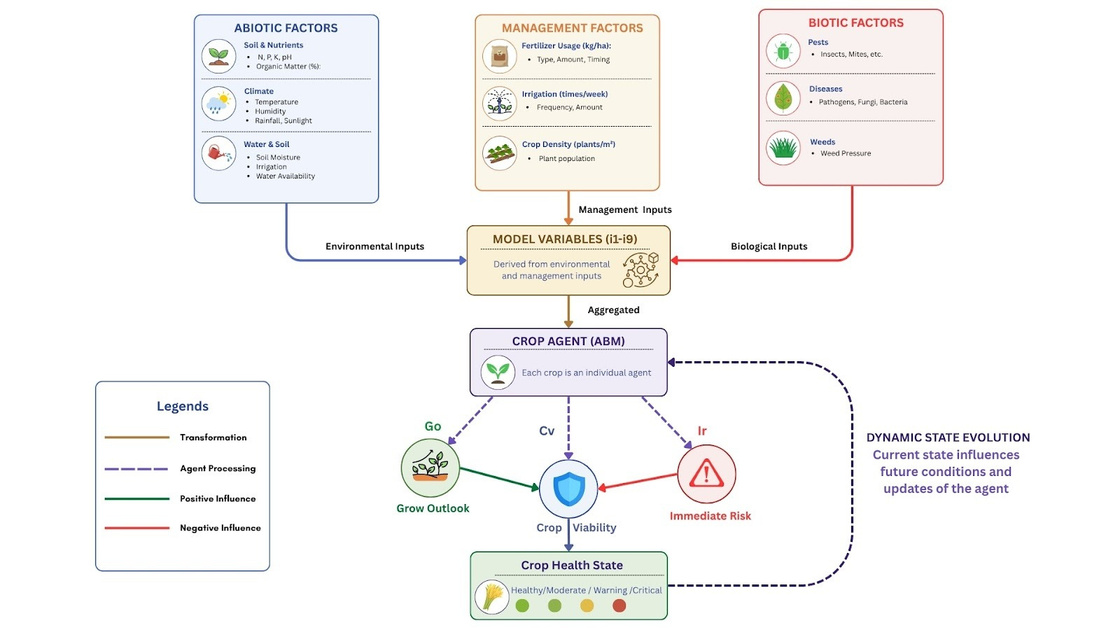 ABIOTIC FACTORS
Soil & Nutrients
• N, P, K, pH
• Organic Matter (%):
Climate
• Temperature
• Humidity
• Rainfall, Sunlight
Water & Soil
• Soil Moisture
• Irrigation
• Water Availability
MANAGEMENT FACTORS
Fertilizer Usage (kg/ha):
• Type, Amount, Timing
Irrigation (times/week)
• Frequency, Amount
Crop Density (plants/m²)
• Plant population
BIOTIC FACTORS
Pests
• Insects, Mites, etc.
Diseases
• Pathogens, Fungi, Bacteria
Weeds
• Weed Pressure
Management Inputs
Environmental Inputs
Biological Inputs
MODEL VARIABLES (i1-i9)
Derived from environmental
and management inputs
Aggregated
CROP AGENT (ABM)
Each crop is an individual agent
Go
Cv
Ir
Grow Outlook
Immediate Risk
Crop Viability
Crop Health State
Healthy/Moderate / Warning /Critical
DYNAMIC STATE EVOLUTION
Current state influences
future conditions and
updates of the agent
Legends
Transformation
Agent Processing
Positive Influence
Negative Influence